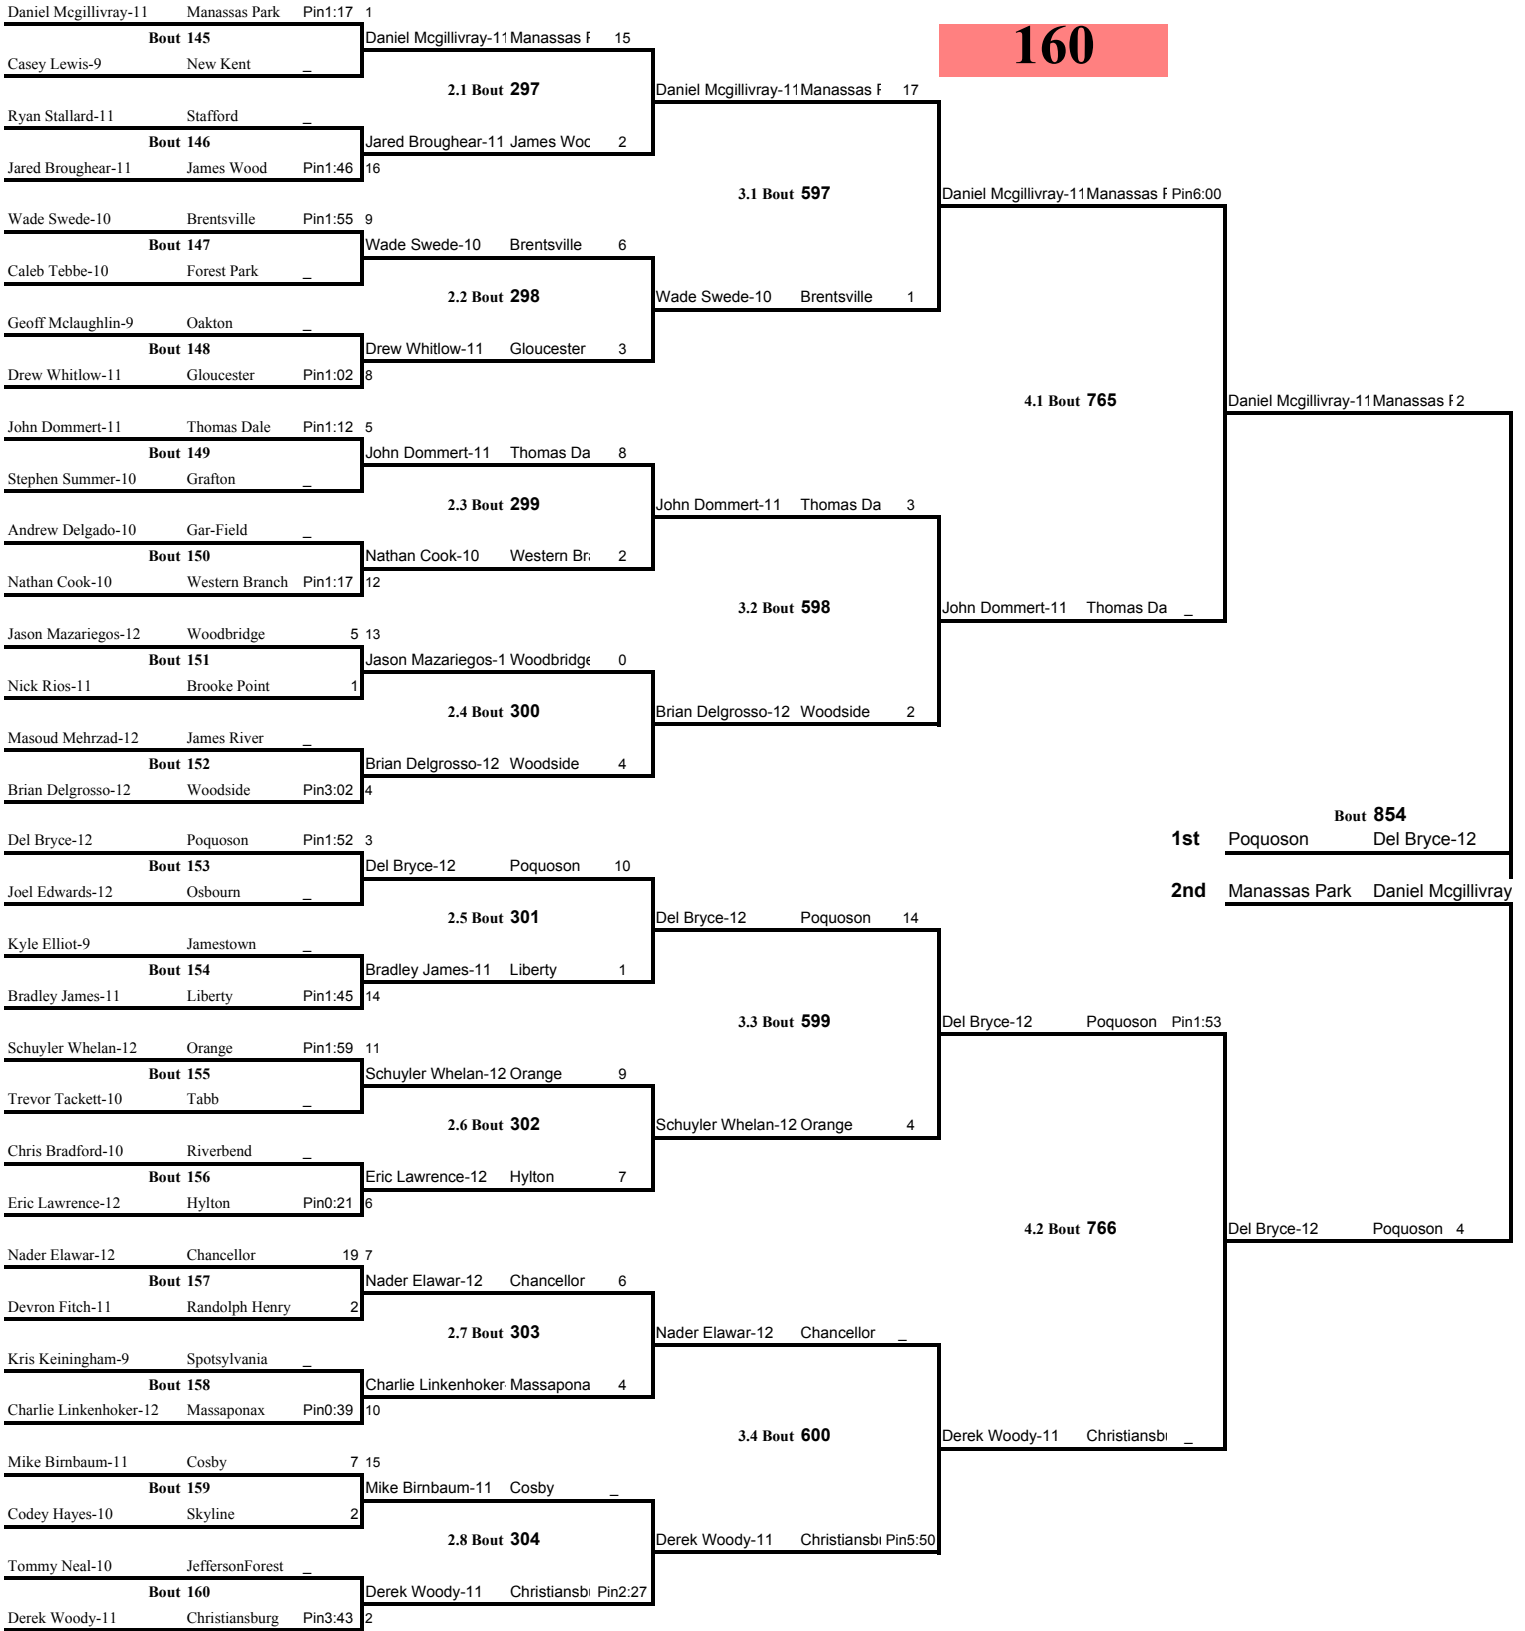 Daniel Mcgillivray-11 Manassas Park Pin1:17 1
160
Bout 145
Daniel Mcgillivray-11 Manassas P 15
Casey Lewis-9 New Kent _
2.1 Bout 297
Daniel Mcgillivray-11 Manassas P 17
Ryan Stallard-11 Stafford _
Bout 146
Jared Broughear-11 James Woo 2
Jared Broughear-11 James Wood Pin1:46 16
3.1 Bout 597
Daniel Mcgillivray-11 Manassas P Pin6:00
Wade Swede-10 Brentsville Pin1:55 9
Bout 147
Wade Swede-10 Brentsville 6
Caleb Tebbe-10 Forest Park _
2.2 Bout 298
Wade Swede-10 Brentsville 1
Geoff Mclaughlin-9 Oakton _
Bout 148
Drew Whitlow-11 Gloucester 3
Drew Whitlow-11 Gloucester Pin1:02 8
4.1 Bout 765
Daniel Mcgillivray-11 Manassas P 2
John Dommert-11 Thomas Dale Pin1:12 5
Bout 149
John Dommert-11 Thomas Da 8
Stephen Summer-10 Grafton _
2.3 Bout 299
John Dommert-11 Thomas Da 3
Andrew Delgado-10 Gar-Field _
Bout 150
Nathan Cook-10 Western Bra 2
Nathan Cook-10 Western Branch Pin1:17 12
3.2 Bout 598
John Dommert-11 Thomas Da _
Jason Mazariegos-12 Woodbridge 5 13
Bout 151
Jason Mazariegos-1 Woodbridge 0
Nick Rios-11 Brooke Point 1
2.4 Bout 300
Brian Delgrosso-12 Woodside 2
Masoud Mehrzad-12 James River _
Bout 152
Brian Delgrosso-12 Woodside 4
Brian Delgrosso-12 Woodside Pin3:02 4
Bout 854
1st Poquoson Del Bryce-12
Del Bryce-12 Poquoson Pin1:52 3
Bout 153
Del Bryce-12 Poquoson 10
Joel Edwards-12 Osbourn _
2nd Manassas Park Daniel Mcgillivray
2.5 Bout 301
Del Bryce-12 Poquoson 14
Kyle Elliot-9 Jamestown _
Bout 154
Bradley James-11 Liberty 1
Bradley James-11 Liberty Pin1:45 14
3.3 Bout 599
Del Bryce-12 Poquoson Pin1:53
Schuyler Whelan-12 Orange Pin1:59 11
Bout 155
Schuyler Whelan-12 Orange 9
Trevor Tackett-10 Tabb _
2.6 Bout 302
Schuyler Whelan-12 Orange 4
Chris Bradford-10 Riverbend _
Bout 156
Eric Lawrence-12 Hylton 7
Eric Lawrence-12 Hylton Pin0:21 6
4.2 Bout 766
Del Bryce-12 Poquoson 4
Nader Elawar-12 Chancellor 19 7
Bout 157
Nader Elawar-12 Chancellor 6
Devron Fitch-11 Randolph Henry 2
2.7 Bout 303
Nader Elawar-12 Chancellor _
Kris Keiningham-9 Spotsylvania _
Bout 158
Charlie Linkenhoker- Massapona 4
Charlie Linkenhoker-12 Massaponax Pin0:39 10
3.4 Bout 600
Derek Woody-11 Christiansbu _
Mike Birnbaum-11 Cosby 7 15
Bout 159
Mike Birnbaum-11 Cosby _
Codey Hayes-10 Skyline 2
2.8 Bout 304
Derek Woody-11 Christiansbu Pin5:50
Tommy Neal-10 JeffersonForest _
Bout 160
Derek Woody-11 Christiansbu Pin2:27
Derek Woody-11 Christiansburg Pin3:43 2